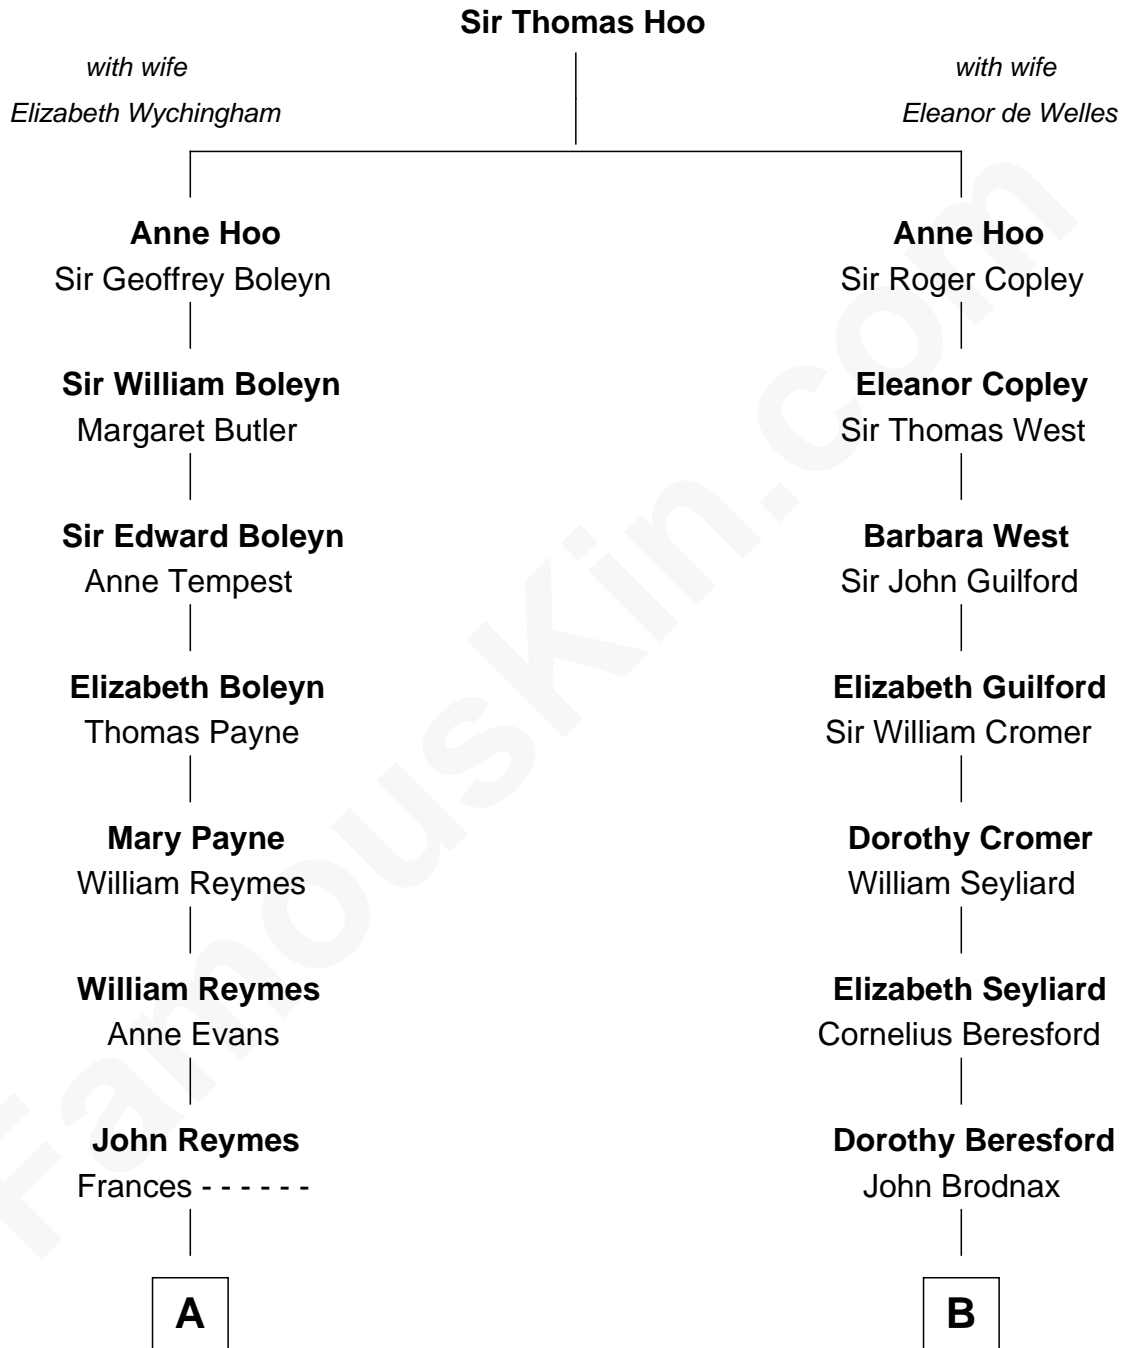 Sir Thomas Hoo
with wife
Elizabeth Wychingham
with wife
Eleanor de Welles
Anne Hoo
Sir Geoffrey Boleyn
Sir William Boleyn
Margaret Butler
Sir Edward Boleyn
Anne Tempest
Elizabeth Boleyn
Thomas Payne
Mary Payne
William Reymes
William Reymes
Anne Evans
John Reymes
Frances - - - - - -
A
Anne Hoo
Sir Roger Copley
Eleanor Copley
Sir Thomas West
Barbara West
Sir John Guilford
Elizabeth Guilford
Sir William Cromer
Dorothy Cromer
William Seyliard
Elizabeth Seyliard
Cornelius Beresford
Dorothy Beresford
John Brodnax
B
FamousKin.com